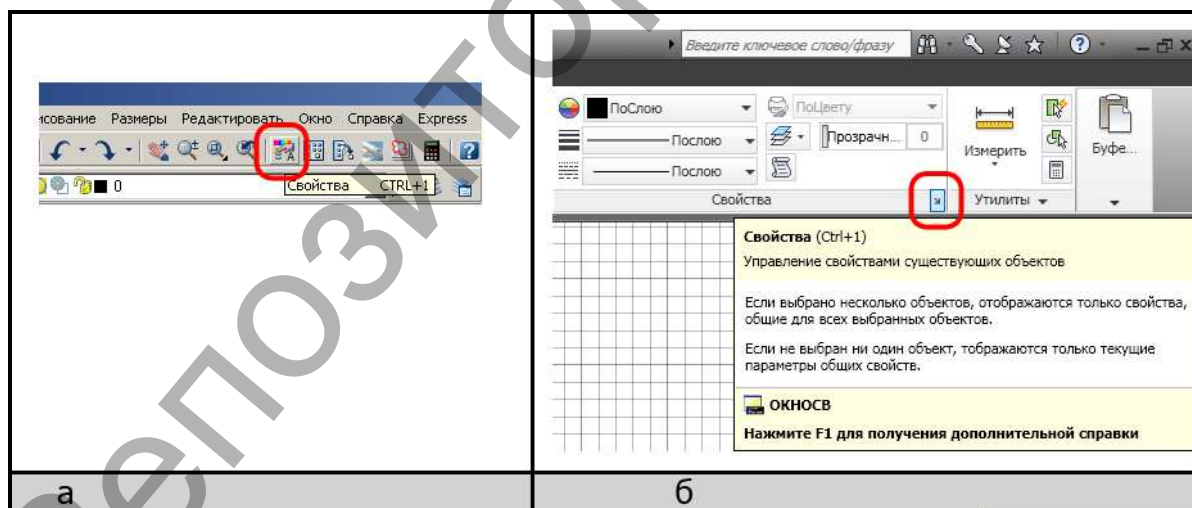 исование Размеры Редактировать Окно Справка Express
0
Свойства CTRL+1
а
Введите ключевое слово/фразу
ПоСлою
ПоЦвету
Послою
Прозрачн... 0
Послою
Измерить
Буфе...
Свойства
Утилиты
Свойства (Ctrl+1)
Управление свойствами существующих объектов
Если выбрано несколько объектов, отображаются только свойства,
общие для всех выбранных объектов.
Если не выбран ни один объект, тображаются только текущие
параметры общих свойств.
ОКНОСВ
Нажмите F1 для получения дополнительной справки
б